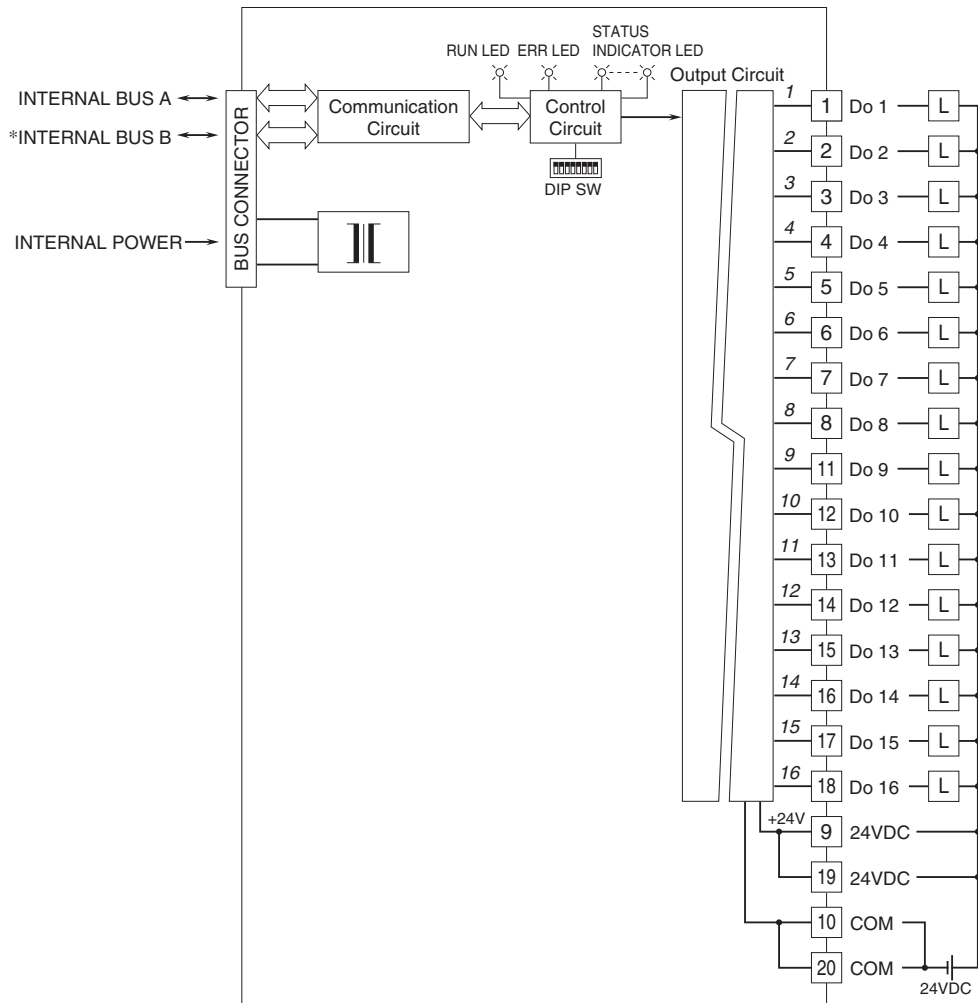 STATUS
RUN LED ERR LED INDICATOR LED
Output Circuit
INTERNAL BUS A
*INTERNAL BUS B
INTERNAL POWER
BUS CONNECTOR
Communication
Circuit
Control
Circuit
DIP SW
1 1 Do 1 L
2 2 Do 2 L
3 3 Do 3 L
4 4 Do 4 L
5 5 Do 5 L
6 6 Do 6 L
7 7 Do 7 L
8 8 Do 8 L
9 11 Do 9 L
10 12 Do 10 L
11 13 Do 11 L
12 14 Do 12 L
13 15 Do 13 L
14 16 Do 14 L
15 17 Do 15 L
16 18 Do 16 L
+24V 9 24VDC
19 24VDC
10 COM
20 COM
24VDC